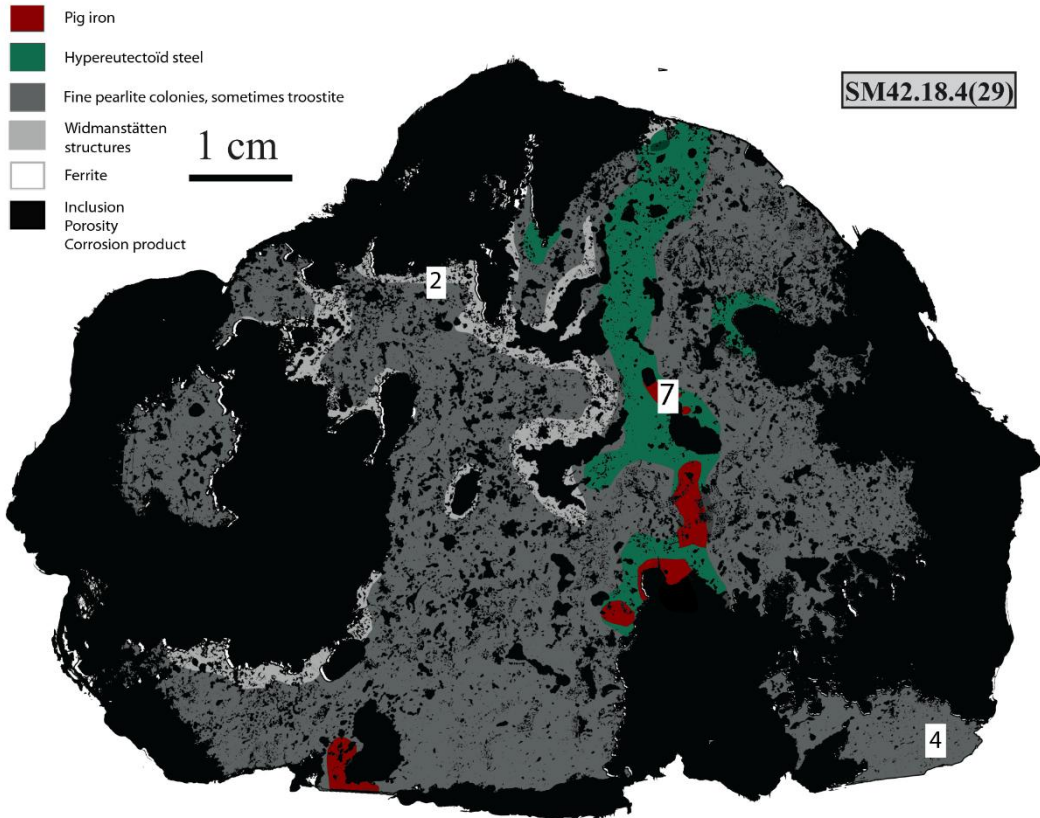 Pig iron
Hypereutectoïd steel
Fine pearlite colonies, sometimes troostite
Widmanstätten
structures
Ferrite
Inclusion
Porosity
Corrosion product
1 cm
SM42.18.4(29)
2
7
4